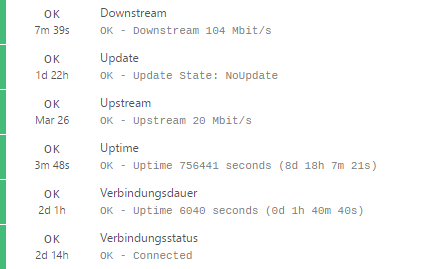 OK Downstream
7m 39s OK - Downstream 104 Mbit/s
OK Update
1d 22h OK - Update State: NoUpdate
OK Upstream
Mar 26 OK - Upstream 20 Mbit/s
OK Uptime
3m 48s OK - Uptime 756441 seconds (8d 18h 7m 21s)
OK Verbindungsdauer
2d 1h OK - Uptime 6040 seconds (0d 1h 40m 40s)
OK Verbindungsstatus
2d 14h OK - Connected